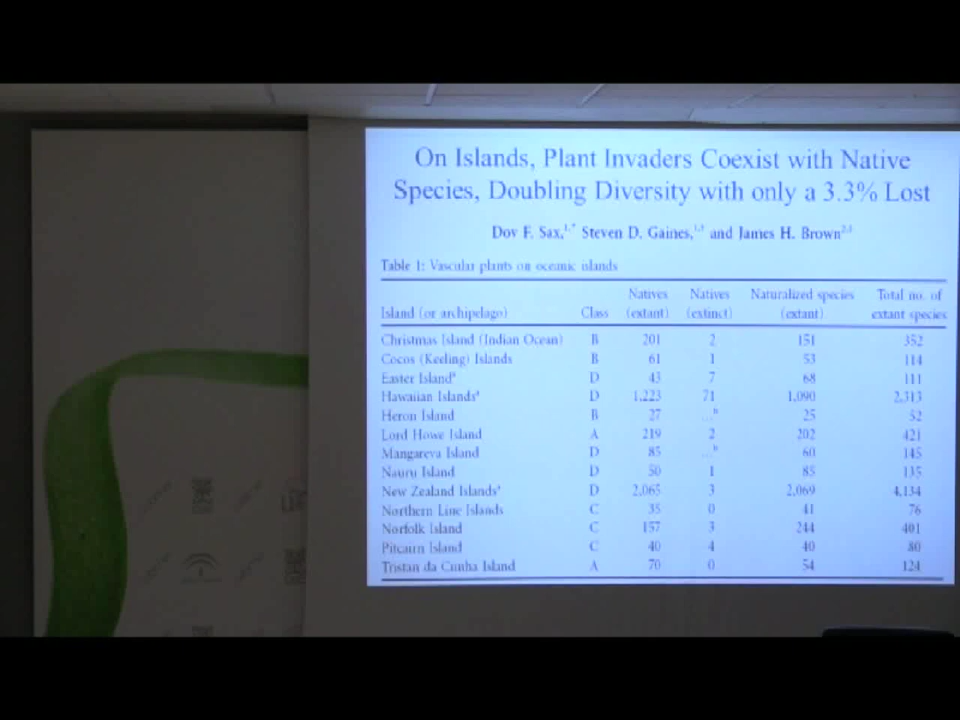 On Islands, Plant Invaders Coexist with Native
Species, Doubling Diversity with only a 3.3% Lost
Dov F. Sax,1,* Steven D. Gaines,1,† and James H. Brown2,‡
Table 1: Vascular plants on oceanic islands
Natives Natives Naturalized species Total no. of
Island (or archipelago) Class (extant) (extinct) (extant) extant species
Christmas Island (Indian Ocean) B 201 2 151 352
Cocos (Keeling) Islands B 61 1 53 114
Easter Islanda D 43 7 68 111
Hawaiian Islandsa D 1,223 71 1,090 2,313
Heron Island B 27 ...b 25 52
Lord Howe Island A 219 2 202 421
Mangareva Island D 85 ...b 60 145
Nauru Island D 50 1 85 135
New Zealand Islandsa D 2,065 3 2,069 4,134
Northern Line Islands C 35 0 41 76
Norfolk Island C 157 3 244 401
Pitcairn Island C 40 4 40 80
Tristan da Cunha Island A 70 0 54 124